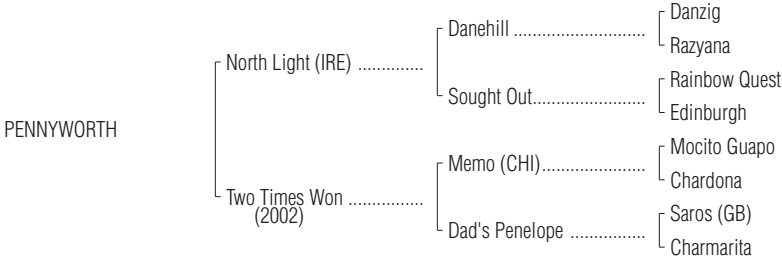 Danzig
Danehill ............................
Razyana
North Light (IRE) ..............
Rainbow Quest
Sought Out........................
Edinburgh
PENNYWORTH
Mocito Guapo
Memo (CHI)......................
Chardona
Two Times Won ................
(2002)
Saros (GB)
Dad's Penelope ................
Charmarita